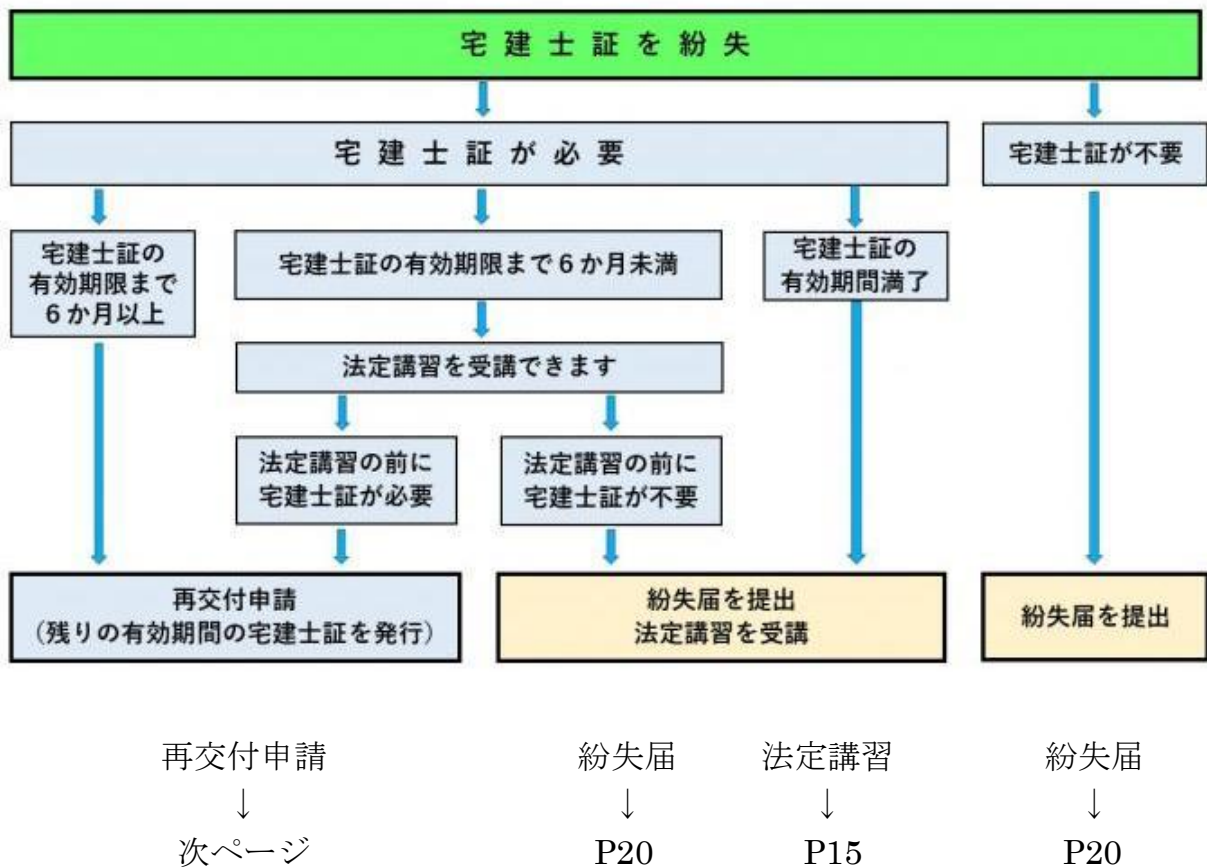 宅建士証を紛失
宅建士証が必要
宅建士証が不要
宅建士証の
有効期限まで
6か月以上
宅建士証の有効期限まで6か月未満
宅建士証の
有効期間満了
法定講習を受講できます
法定講習の前に
宅建士証が必要
法定講習の前に
宅建士証が不要
再交付申請
(残りの有効期間の宅建士証を発行)
紛失届を提出
法定講習を受講
紛失届を提出
再交付申請
↓
次ページ
紛失届
↓
P20
法定講習
↓
P15
紛失届
↓
P20